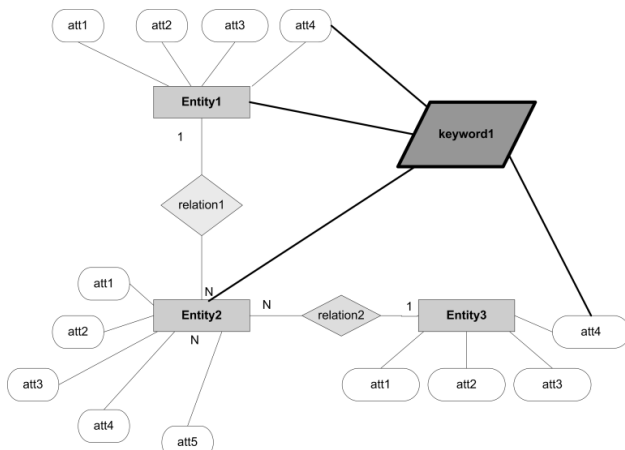 att1
att2
att3
att4
Entity1
keyword1
1
relation1
att1
N
N
1
Entity2
relation2
Entity3
att2
N
att4
att3
att1
att2
att3
att4
att5